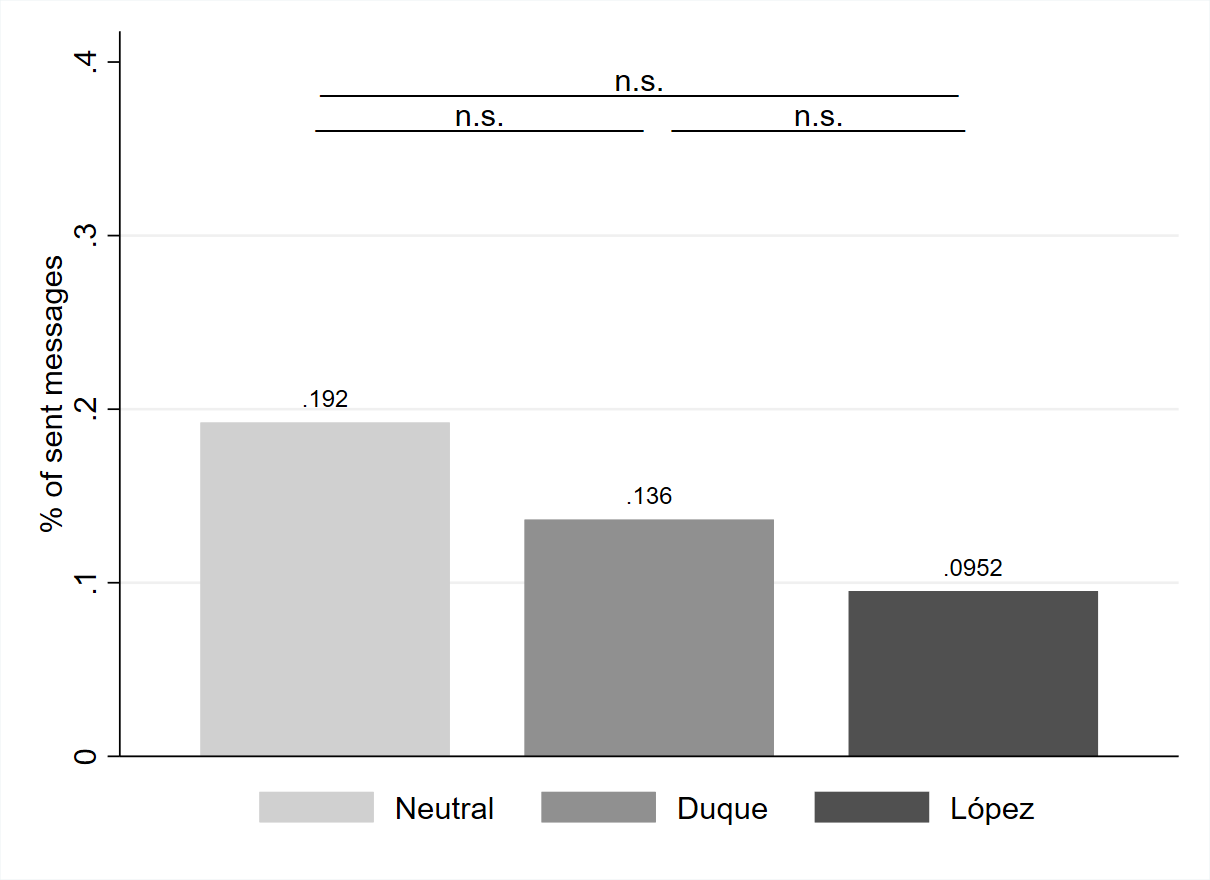 % of sent messages
.4
.3
.2
.1
0
n.s.
n.s. n.s.
.192
.136
.0952
Neutral Duque López